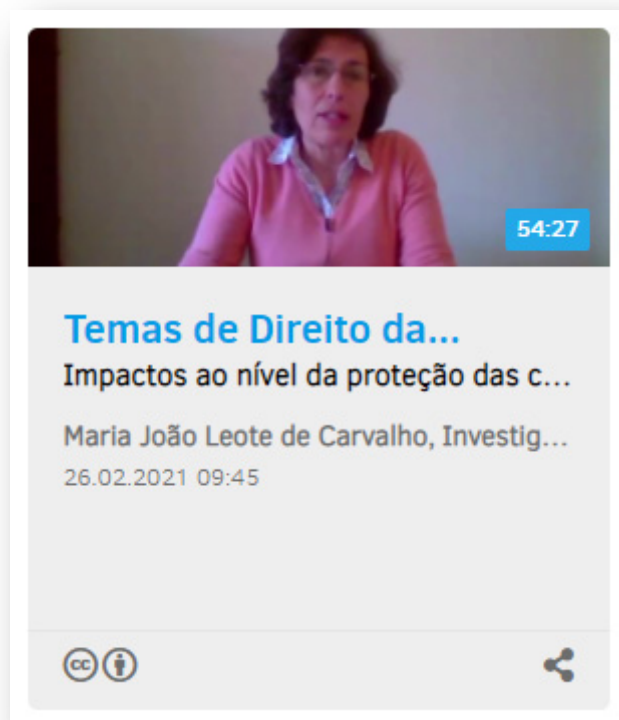 54:27
Temas de Direito da...
Impactos ao nível da proteção das c...
Maria João Leote de Carvalho, Investig...
26.02.2021 09:45
cc